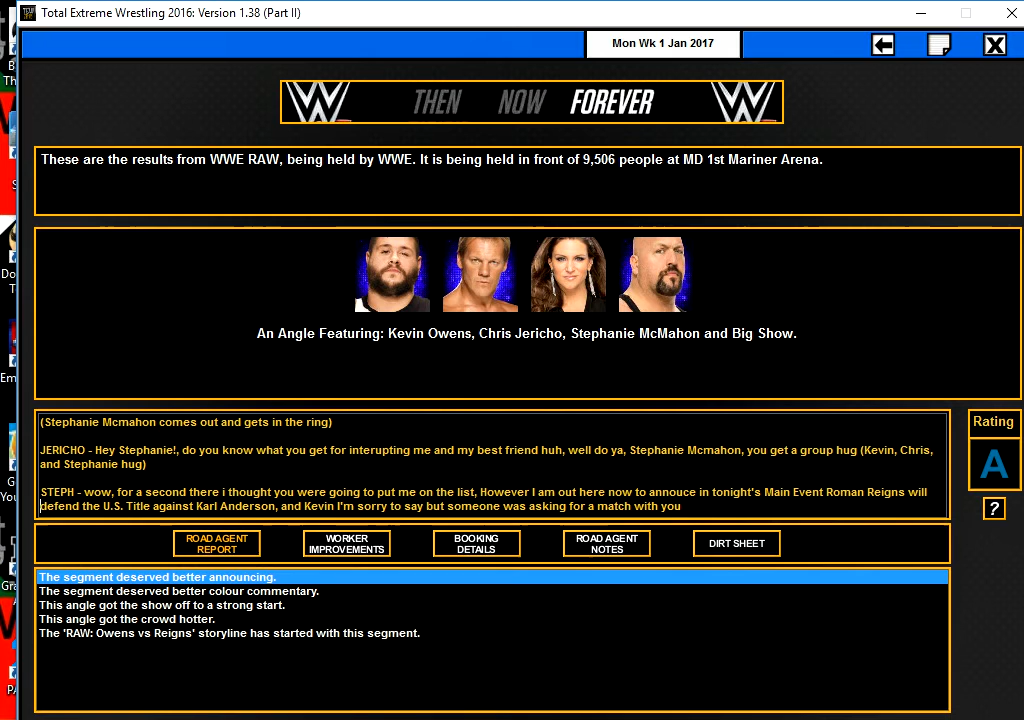 Total Extreme Wrestling 2016: Version 1.38 (Part II)
Mon Wk 1 Jan 2017
THEN NOW FOREVER
These are the results from WWE RAW, being held by WWE. It is being held in front of 9,506 people at MD 1st Mariner Arena.
An Angle Featuring: Kevin Owens, Chris Jericho, Stephanie McMahon and Big Show.
(Stephanie Mcmahon comes out and gets in the ring)
JERICHO - Hey Stephanie!, do you know what you get for interupting me and my best friend huh, well do ya, Stephanie Mcmahon, you get a group hug (Kevin, Chris,
and Stephanie hug)
STEPH - wow, for a second there i thought you were going to put me on the list, However I am out here now to annouce in tonight's Main Event Roman Reigns will
defend the U.S. Title against Karl Anderson, and Kevin I'm sorry to say but someone was asking for a match with you
Rating
A
?
ROAD AGENT
REPORT
WORKER
IMPROVEMENTS
BOOKING
DETAILS
ROAD AGENT
NOTES
DIRT SHEET
The segment deserved better announcing.
The segment deserved better colour commentary.
This angle got the show off to a strong start.
This angle got the crowd hotter.
The 'RAW: Owens vs Reigns' storyline has started with this segment.